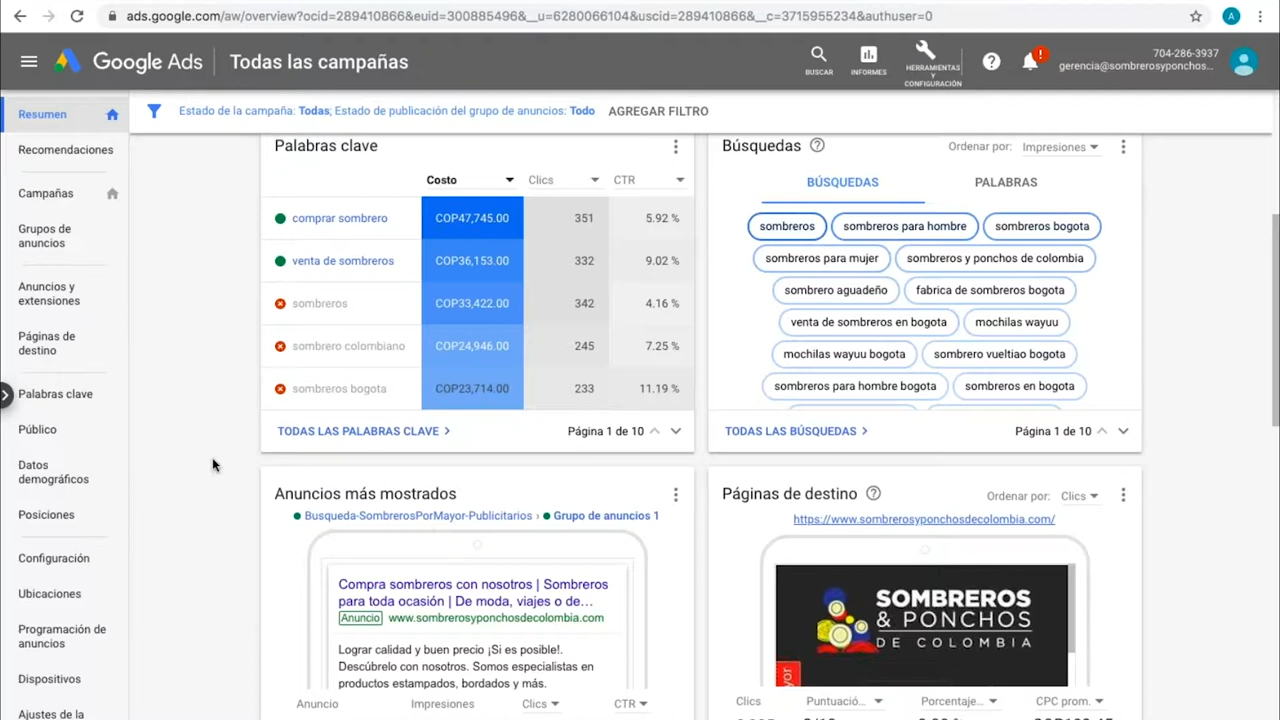 ads.google.com/aw/overview?ocid=289410866&euid=300885496&__u=6280066104&uscid=289410866&__c=3715955234&authuser=0
A
Google Ads
Todas las campañas
BUSCAR
INFORMES
HERRAMIENTAS
Y
CONFIGURACIÓN
704-286-3937
gerencia@sombrerosyponchos...
Resumen
Recomendaciones
Campañas
Grupos de
anuncios
Anuncios y
extensiones
Páginas de
destino
Palabras clave
Público
Datos
demográficos
Posiciones
Configuración
Ubicaciones
Programación de
anuncios
Dispositivos
Ajustes de la
Estado de la campaña: Todas; Estado de publicación del grupo de anuncios: Todo
AGREGAR FILTRO
Palabras clave
Costo Clics CTR
comprar sombrero COP47,745.00 351 5.92 %
venta de sombreros COP36,153.00 332 9.02 %
sombreros COP33,422.00 342 4.16 %
sombrero colombiano COP24,946.00 245 7.25 %
sombreros bogota COP23,714.00 233 11.19 %
TODAS LAS PALABRAS CLAVE
Página 1 de 10
Búsquedas
Ordenar por: Impresiones
BÚSQUEDAS PALABRAS
sombreros sombreros para hombre sombreros bogota
sombreros para mujer sombreros y ponchos de colombia
sombrero aguadeño fabrica de sombreros bogota
venta de sombreros en bogota mochilas wayuu
mochilas wayuu bogota sombrero vueltiao bogota
sombreros para hombre bogota sombreros en bogota
TODAS LAS BÚSQUEDAS
Página 1 de 10
Anuncios más mostrados
Busqueda-SombrerosPorMayor-Publicitarios › Grupo de anuncios 1
Compra sombreros con nosotros | Sombreros
para toda ocasión | De moda, viajes o de...
Anuncio www.sombrerosyponchosdecolombia.com
Lograr calidad y buen precio ¡Si es posible!.
Descúbrelo con nosotros. Somos especialistas en
productos estampados, bordados y más.
Anuncio Impresiones Clics CTR
Páginas de destino
Ordenar por: Clics
https://www.sombrerosyponchosdecolombia.com/
SOMBREROS
& PONCHOS
DE COLOMBIA
Clics Puntuació... Porcentaje... CPC prom.